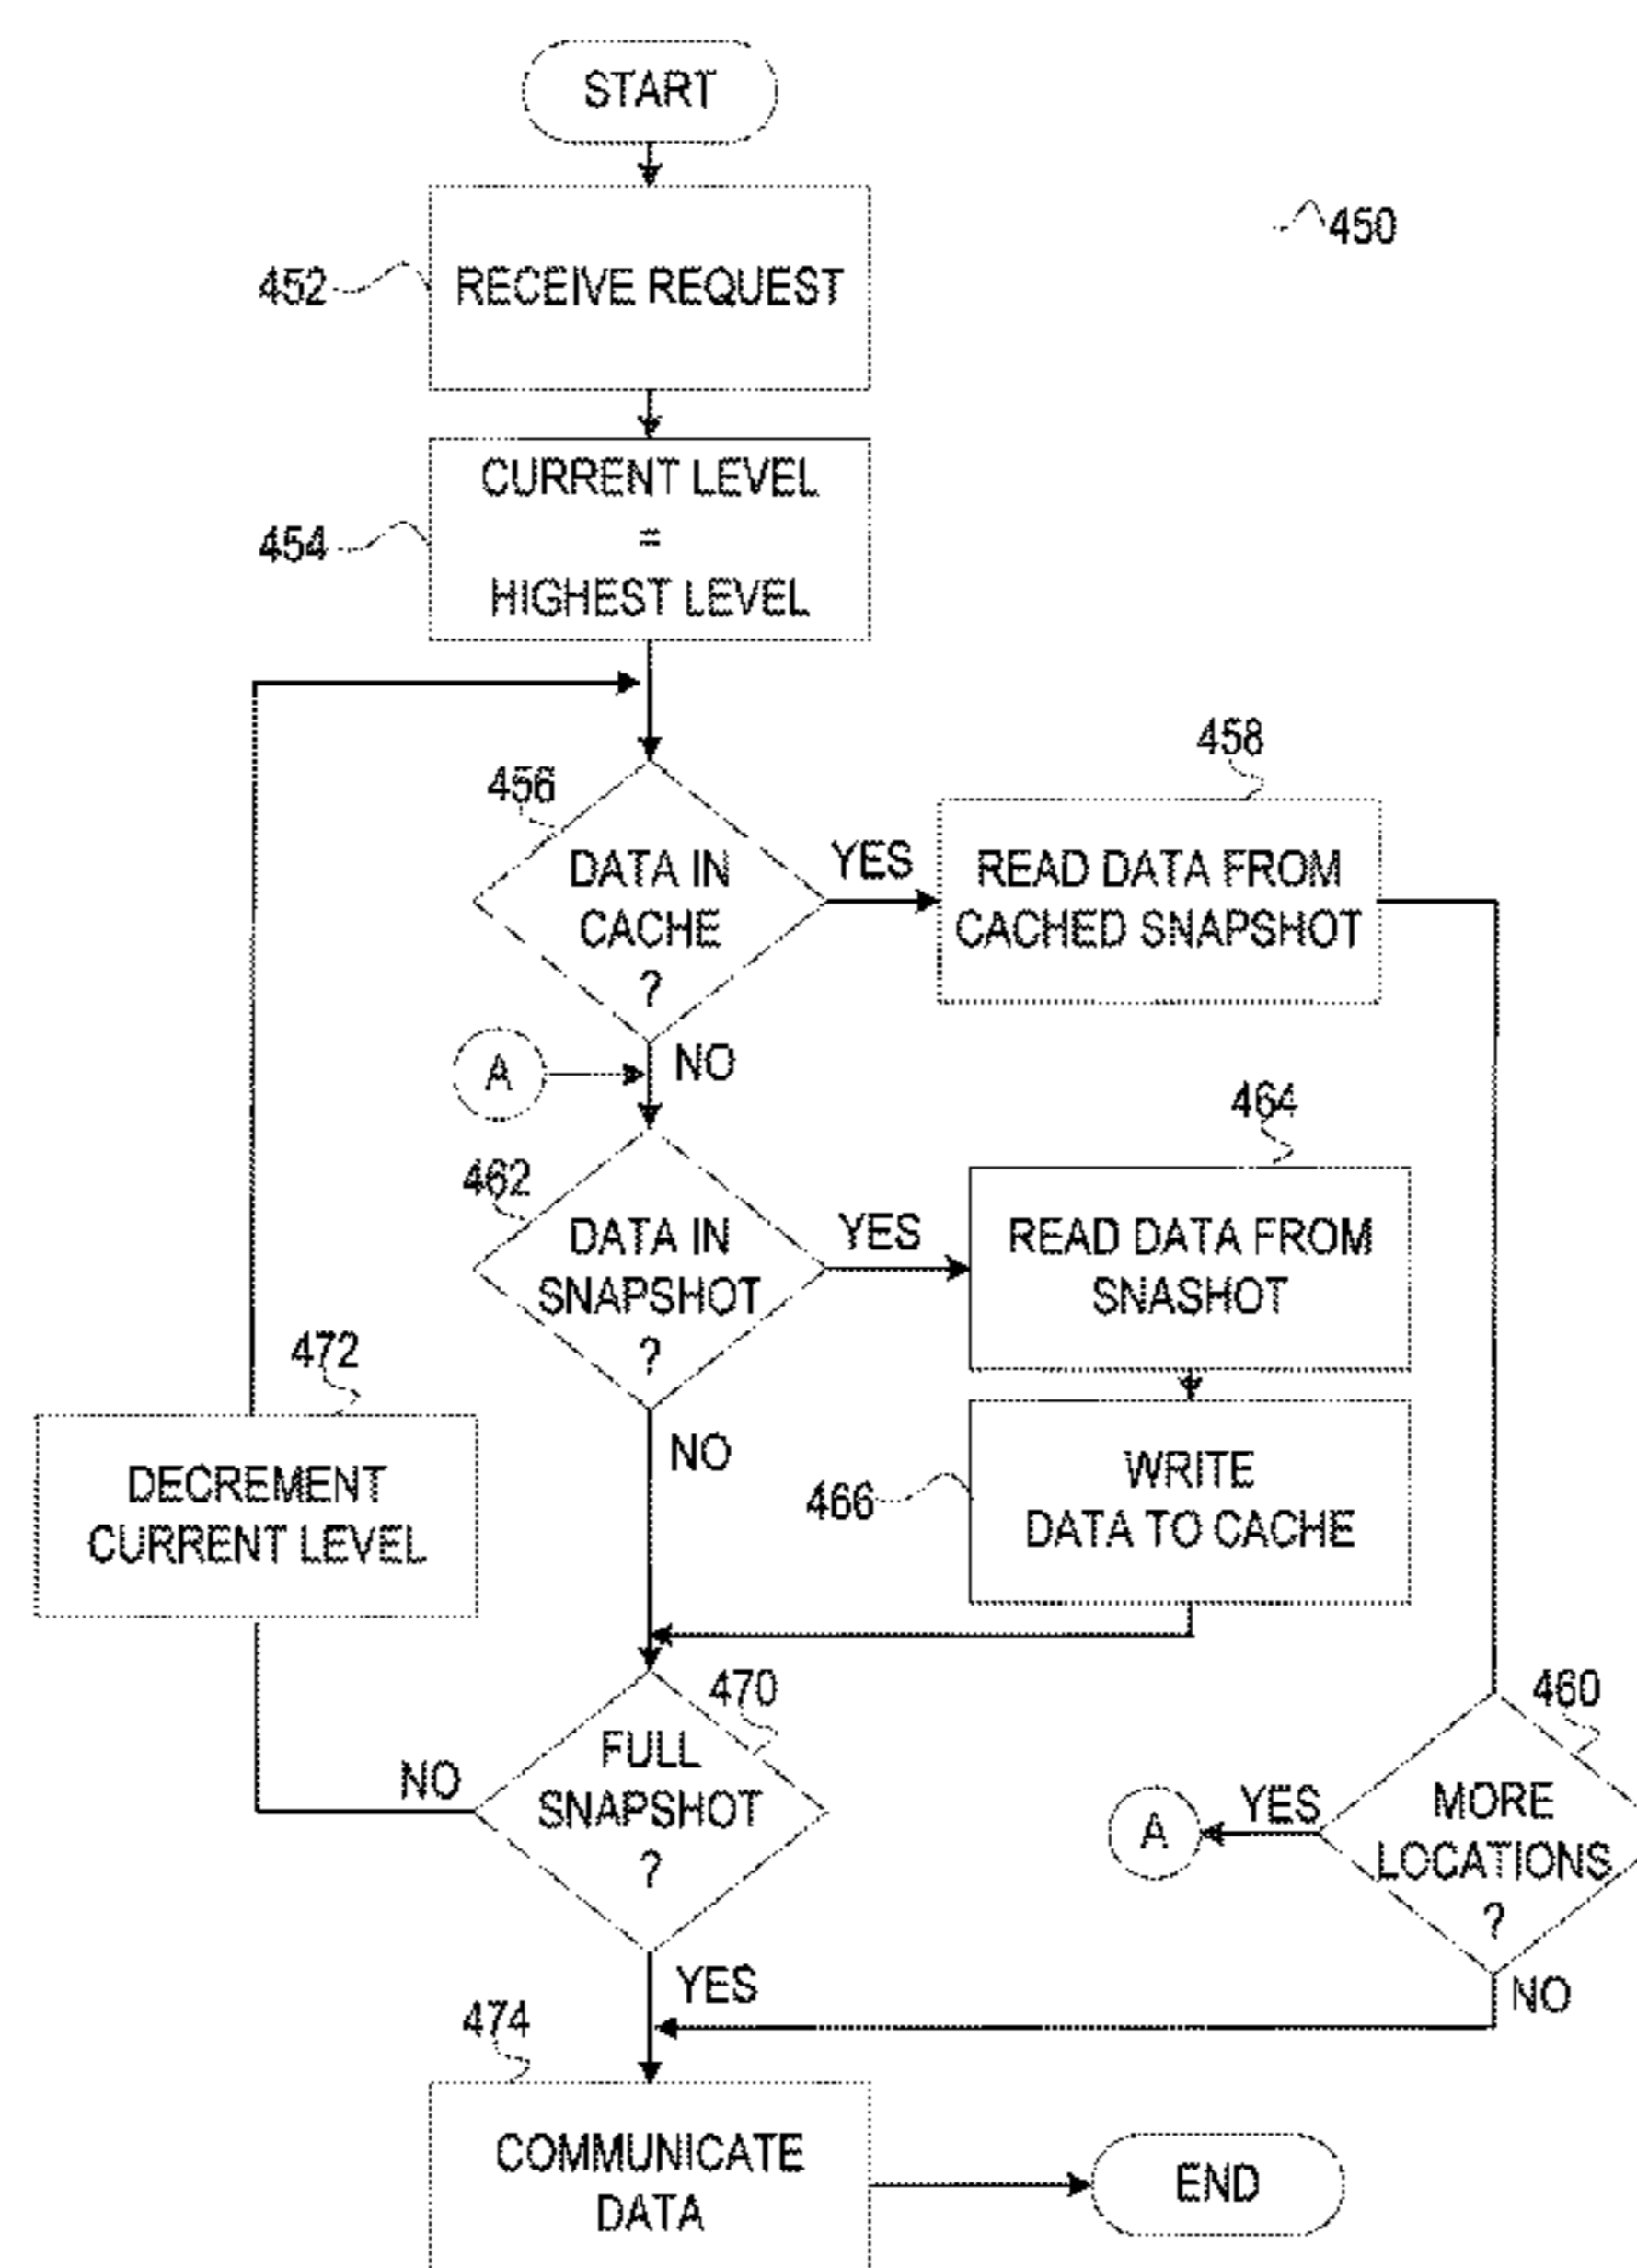 START
450
452
RECEIVE REQUEST
454
CURRENT LEVEL
=
HIGHEST LEVEL
456
DATA IN
CACHE
?
YES
458
READ DATA FROM
CACHED SNAPSHOT
A
NO
462
DATA IN
SNAPSHOT
?
YES
464
READ DATA FROM
SNASHOT
472
DECREMENT
CURRENT LEVEL
NO
466
WRITE
DATA TO CACHE
470
FULL
SNAPSHOT
?
NO
460
MORE
LOCATIONS
?
YES
A
YES
NO
474
COMMUNICATE
DATA
END